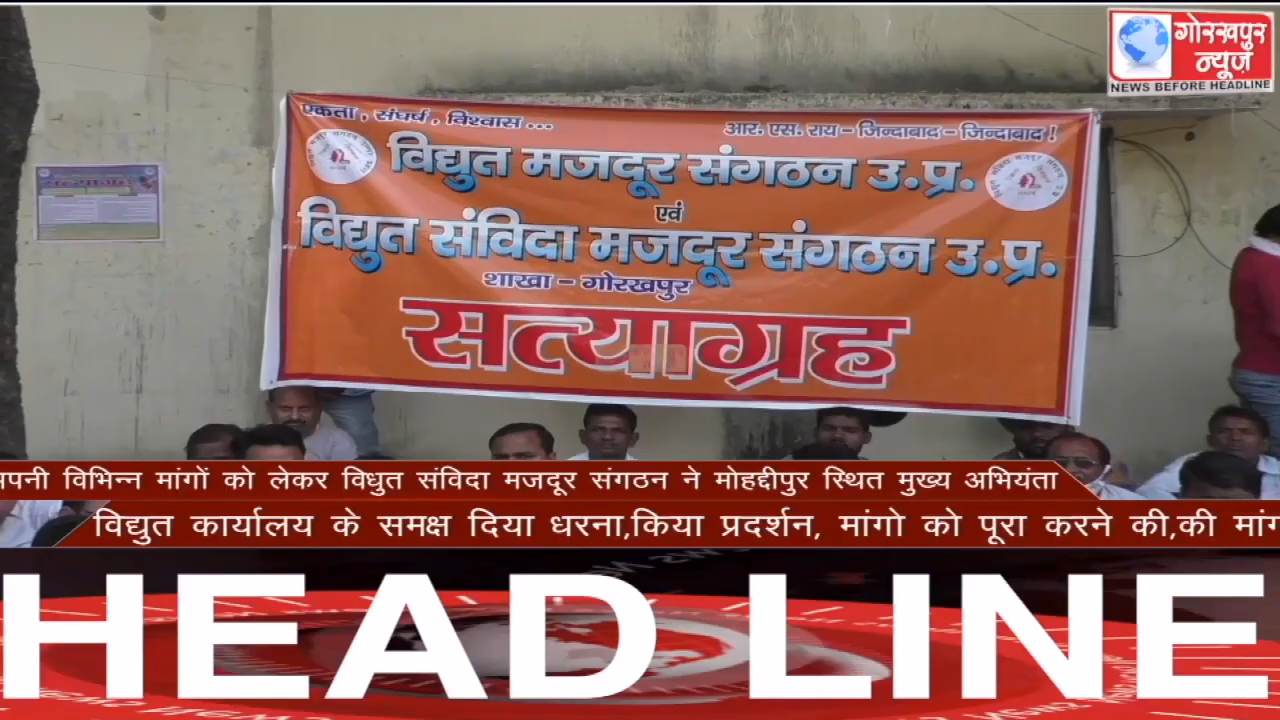 गोरखपुर
न्यूज़
NEWS BEFORE HEADLINE
एकता, संघर्ष, विश्वास ...
आर. एस. राय – जिन्दाबाद – जिन्दाबाद !
विद्युत मजदूर संगठन उ.प्र.
एवं
विद्युत संविदा मजदूर संगठन उ.प्र.
शाखा – गोरखपुर
सत्याग्रह
विभिन्न मांगों को लेकर विधुत संविदा मजदूर संगठन ने मोहद्दीपुर स्थित मुख्य अभियंता
विद्युत कार्यालय के समक्ष दिया धरना,किया प्रदर्शन, मांगो को पूरा करने की,की
HEAD LINE